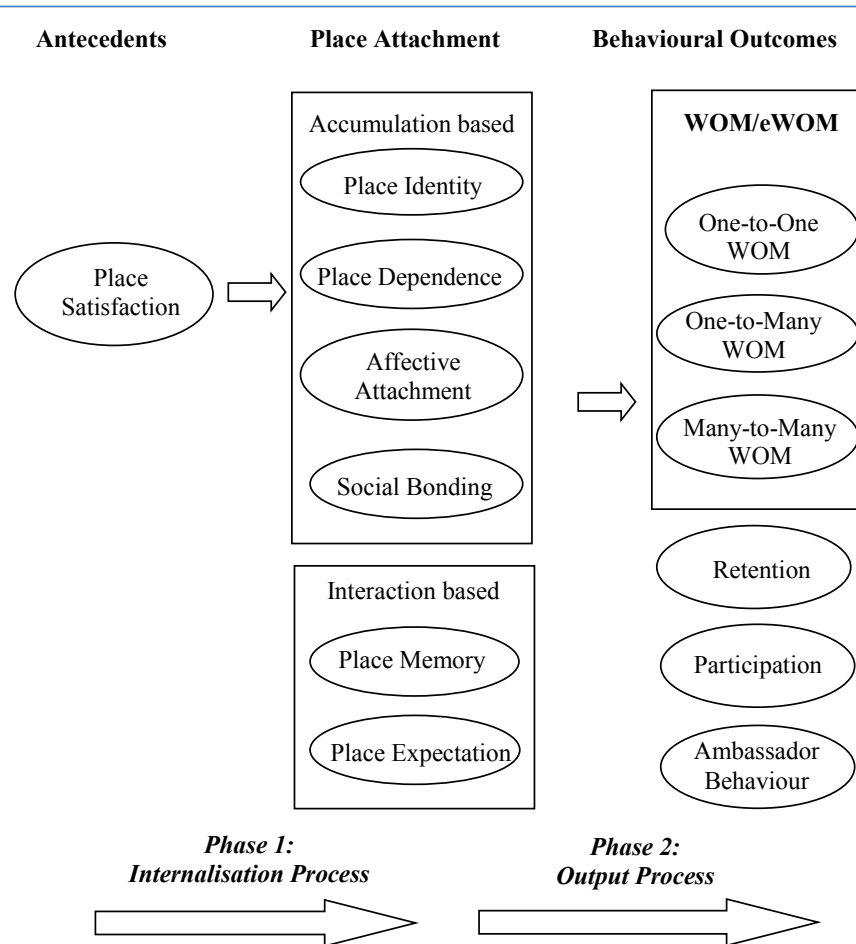 Antecedents
Place Attachment
Behavioural Outcomes
Place
Satisfaction
Accumulation based
Place Identity
Place Dependence
Affective
Attachment
Social Bonding
Interaction based
Place Memory
Place Expectation
WOM/eWOM
One-to-One
WOM
One-to-Many
WOM
Many-to-Many
WOM
Retention
Participation
Ambassador
Behaviour
Phase 1:
Internalisation Process
Phase 2:
Output Process